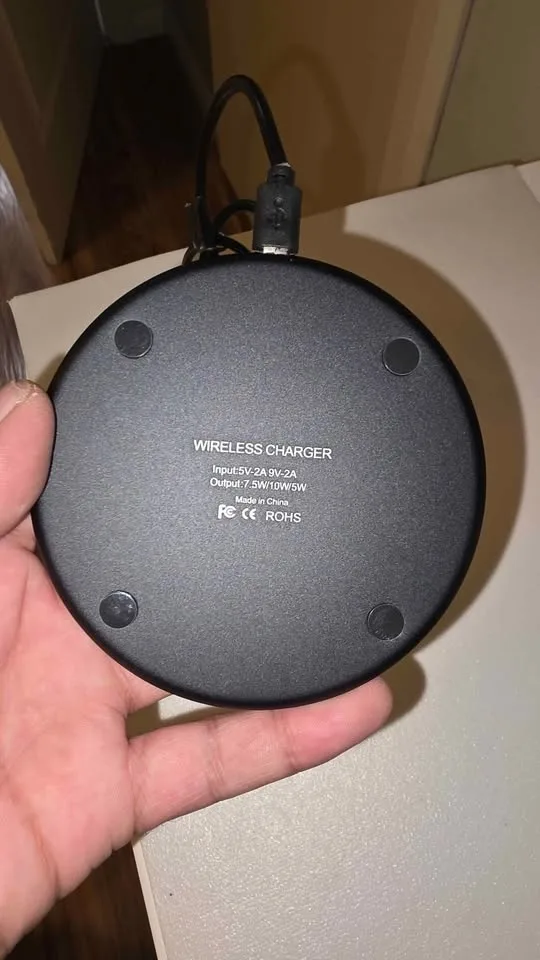 WIRELESS CHARGER
Input:5V-2A 9V-2A
Output:7.5W/10W/5W
Made in China
FC CE ROHS